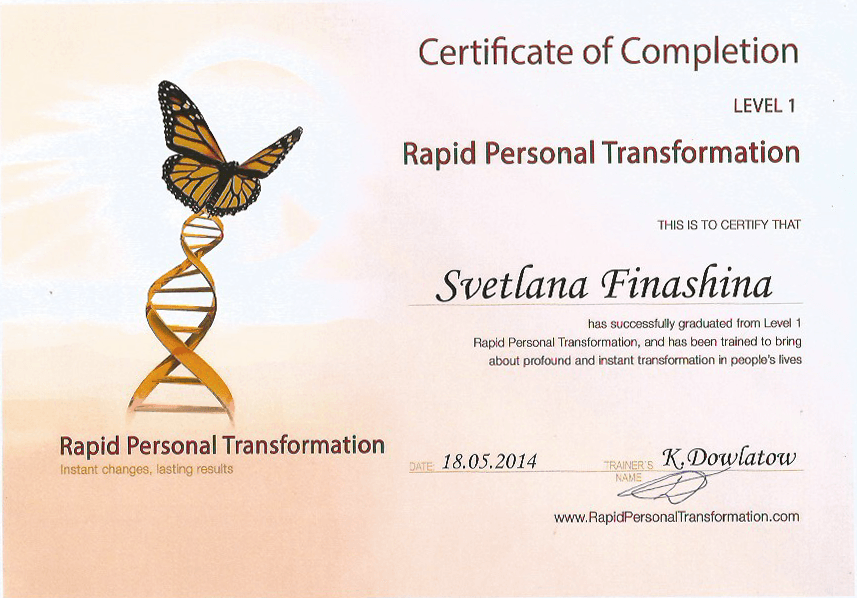 Certificate of Completion
LEVEL 1
Rapid Personal Transformation
THIS IS TO CERTIFY THAT
Svetlana Finashina
has successfully graduated from Level 1
Rapid Personal Transformation, and has been trained to bring
about profound and instant transformation in people's lives
Rapid Personal Transformation
Instant changes, lasting results
DATE: 18.05.2014
TRAINER'S NAME K.Dowlatow
www.RapidPersonalTransformation.com